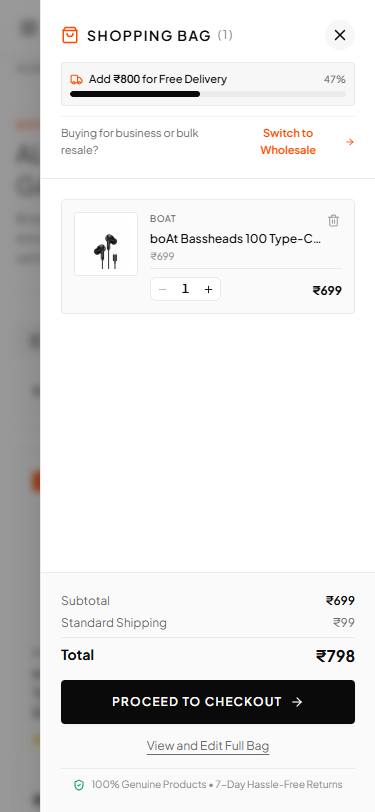 SHOPPING BAG (1)
Add ₹800 for Free Delivery 47%
Buying for business or bulk
resale?
Switch to
Wholesale →
BOAT
boAt Bassheads 100 Type-C...
₹699
− 1 + ₹699
Subtotal ₹699
Standard Shipping ₹99
Total ₹798
PROCEED TO CHECKOUT →
View and Edit Full Bag
100% Genuine Products • 7-Day Hassle-Free Returns